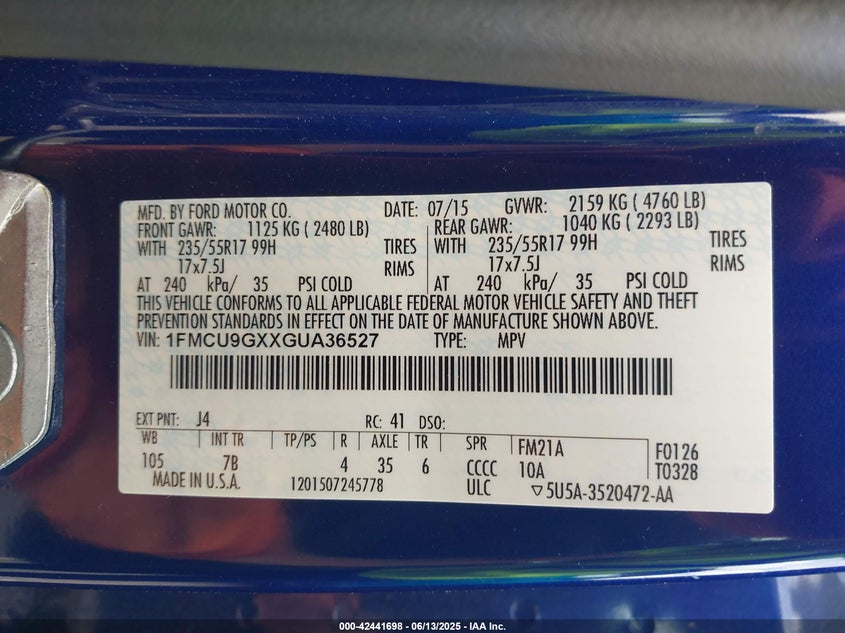 MFD. BY FORD MOTOR CO. DATE: 07/15 GVWR: 2159 KG ( 4760 LB)
FRONT GAWR: 1125 KG ( 2480 LB) REAR GAWR: 1040 KG ( 2293 LB)
WITH 235/55R17 99H TIRES WITH 235/55R17 99H TIRES
17x7.5J RIMS 17x7.5J RIMS
AT 240 kPa/ 35 PSI COLD AT 240 kPa/ 35 PSI COLD
THIS VEHICLE CONFORMS TO ALL APPLICABLE FEDERAL MOTOR VEHICLE SAFETY AND THEFT
PREVENTION STANDARDS IN EFFECT ON THE DATE OF MANUFACTURE SHOWN ABOVE.
VIN: 1FMCU9GXXGUA36527 TYPE: MPV
EXT PNT: J4 RC: 41 DSO:
WB INT TR TP/PS R AXLE TR SPR FM21A F0126
105 7B 4 35 6 CCCC 10A T0328
MADE IN U.S.A. 1201507245778 ULC ▽5U5A-3520472-AA
000-42441698 - 06/13/2025 - IAA Inc.